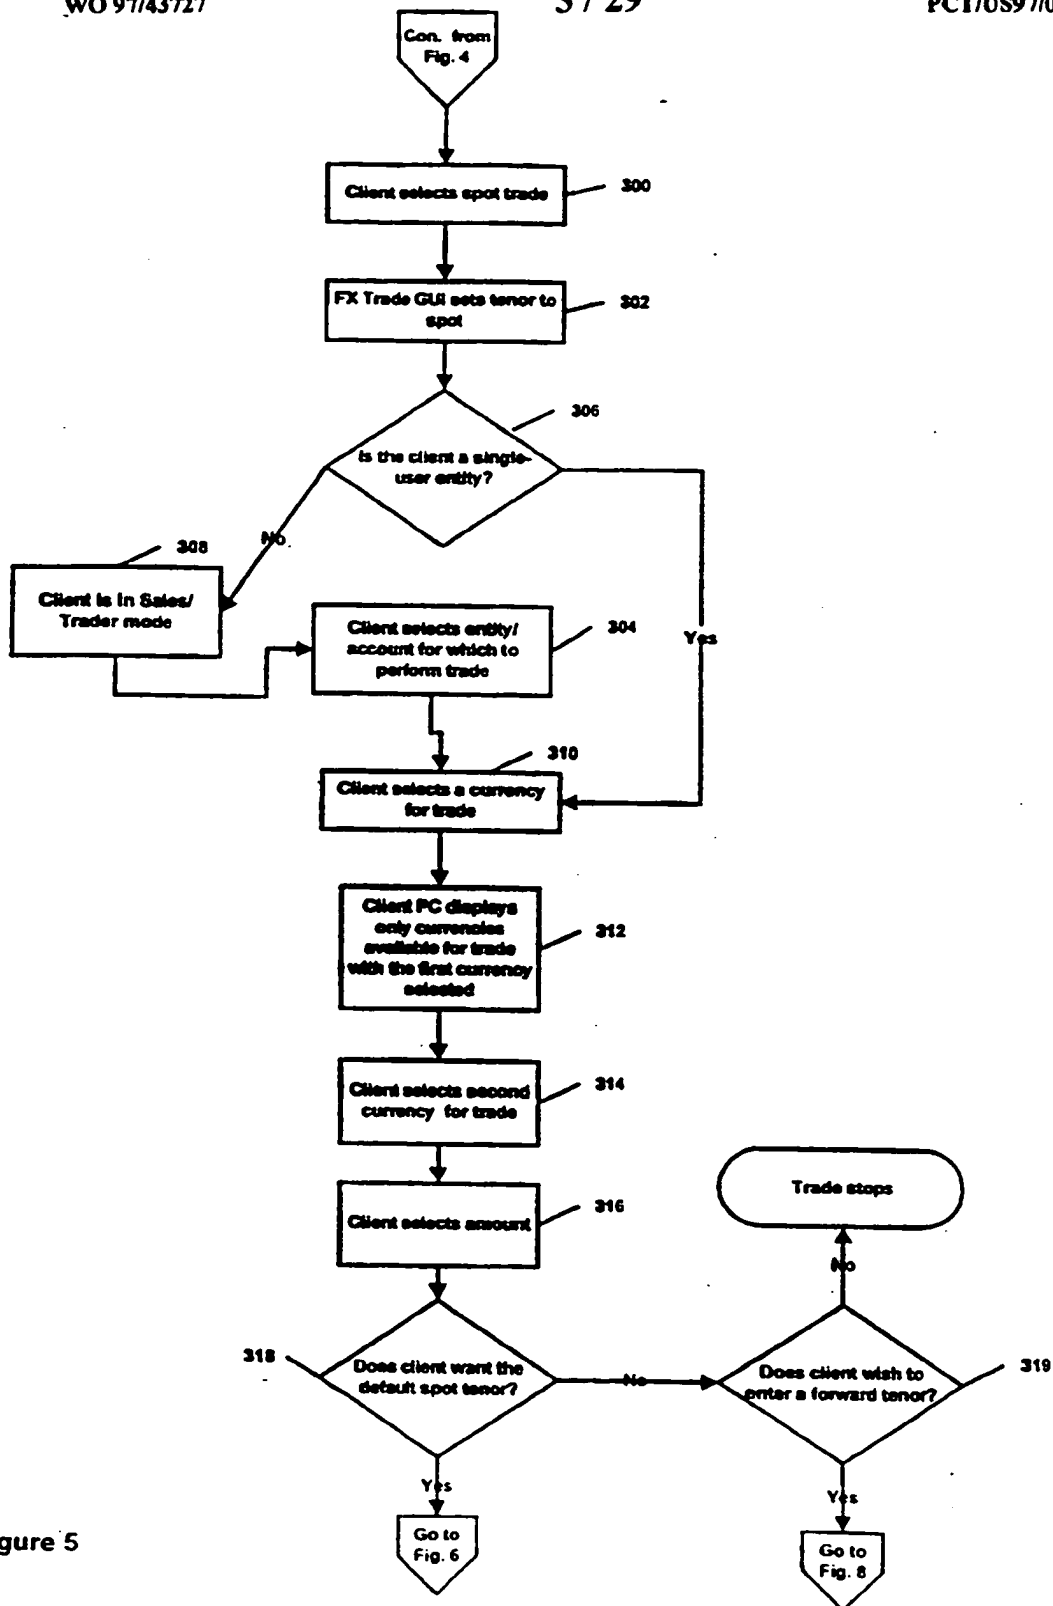 WO 97/43727
5 / 29
Con. from
Fig. 4
Client selects spot trade
300
FX Trade GUI sets tenor to
spot
302
306
Is the client a single-
user entity?
No
308
Client is in Sales/
Trader mode
Client selects entity/
account for which to
perform trade
304
Yes
310
Client selects a currency
for trade
Client PC displays
only currencies
available for trade
with the first currency
selected
312
Client selects second
currency for trade
314
Client selects amount
316
Trade stops
No
318
Does client want the
default spot tenor?
No
Does client wish to
enter a forward tenor?
319
Yes
Yes
Go to
Fig. 6
Go to
Fig. 8
gure 5